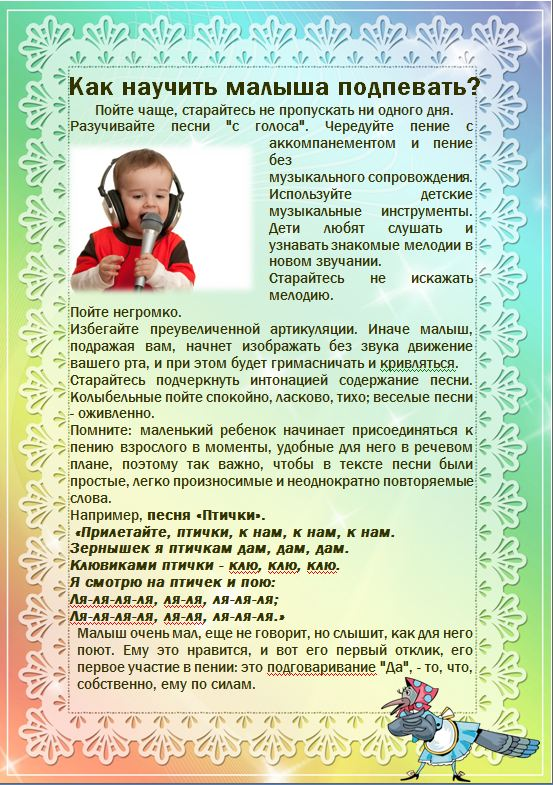 Как научить малыша подпевать?
Пойте чаще, старайтесь не пропускать ни одного дня.
Разучивайте песни "с голоса". Чередуйте пение с
аккомпанементом и пение
без
музыкального сопровождения.
Используйте детские
музыкальные инструменты.
Дети любят слушать и
узнавать знакомые мелодии в
новом звучании.
Старайтесь не искажать
мелодию.
Пойте негромко.
Избегайте преувеличенной артикуляции. Иначе малыш,
подражая вам, начнет изображать без звука движение
вашего рта, и при этом будет гримасничать и кривляться.
Старайтесь подчеркнуть интонацией содержание песни.
Колыбельные пойте спокойно, ласково, тихо; веселые песни
- оживленно.
Помните: маленький ребенок начинает присоединяться к
пению взрослого в моменты, удобные для него в речевом
плане, поэтому так важно, чтобы в тексте песни были
простые, легко произносимые и неоднократно повторяемые
слова.
Например, песня «Птички».
«Прилетайте, птички, к нам, к нам, к нам.
Зернышек я птичкам дам, дам, дам.
Клювиками птички - клю, клю, клю.
Я смотрю на птичек и пою:
Ля-ля-ля-ля, ля-ля, ля-ля-ля;
Ля-ля-ля-ля, ля-ля, ля-ля-ля.»
Малыш очень мал, еще не говорит, но слышит, как для него
поют. Ему это нравится, и вот его первый отклик, его
первое участие в пении: это подговаривание "Да", - то, что,
собственно, ему по силам.